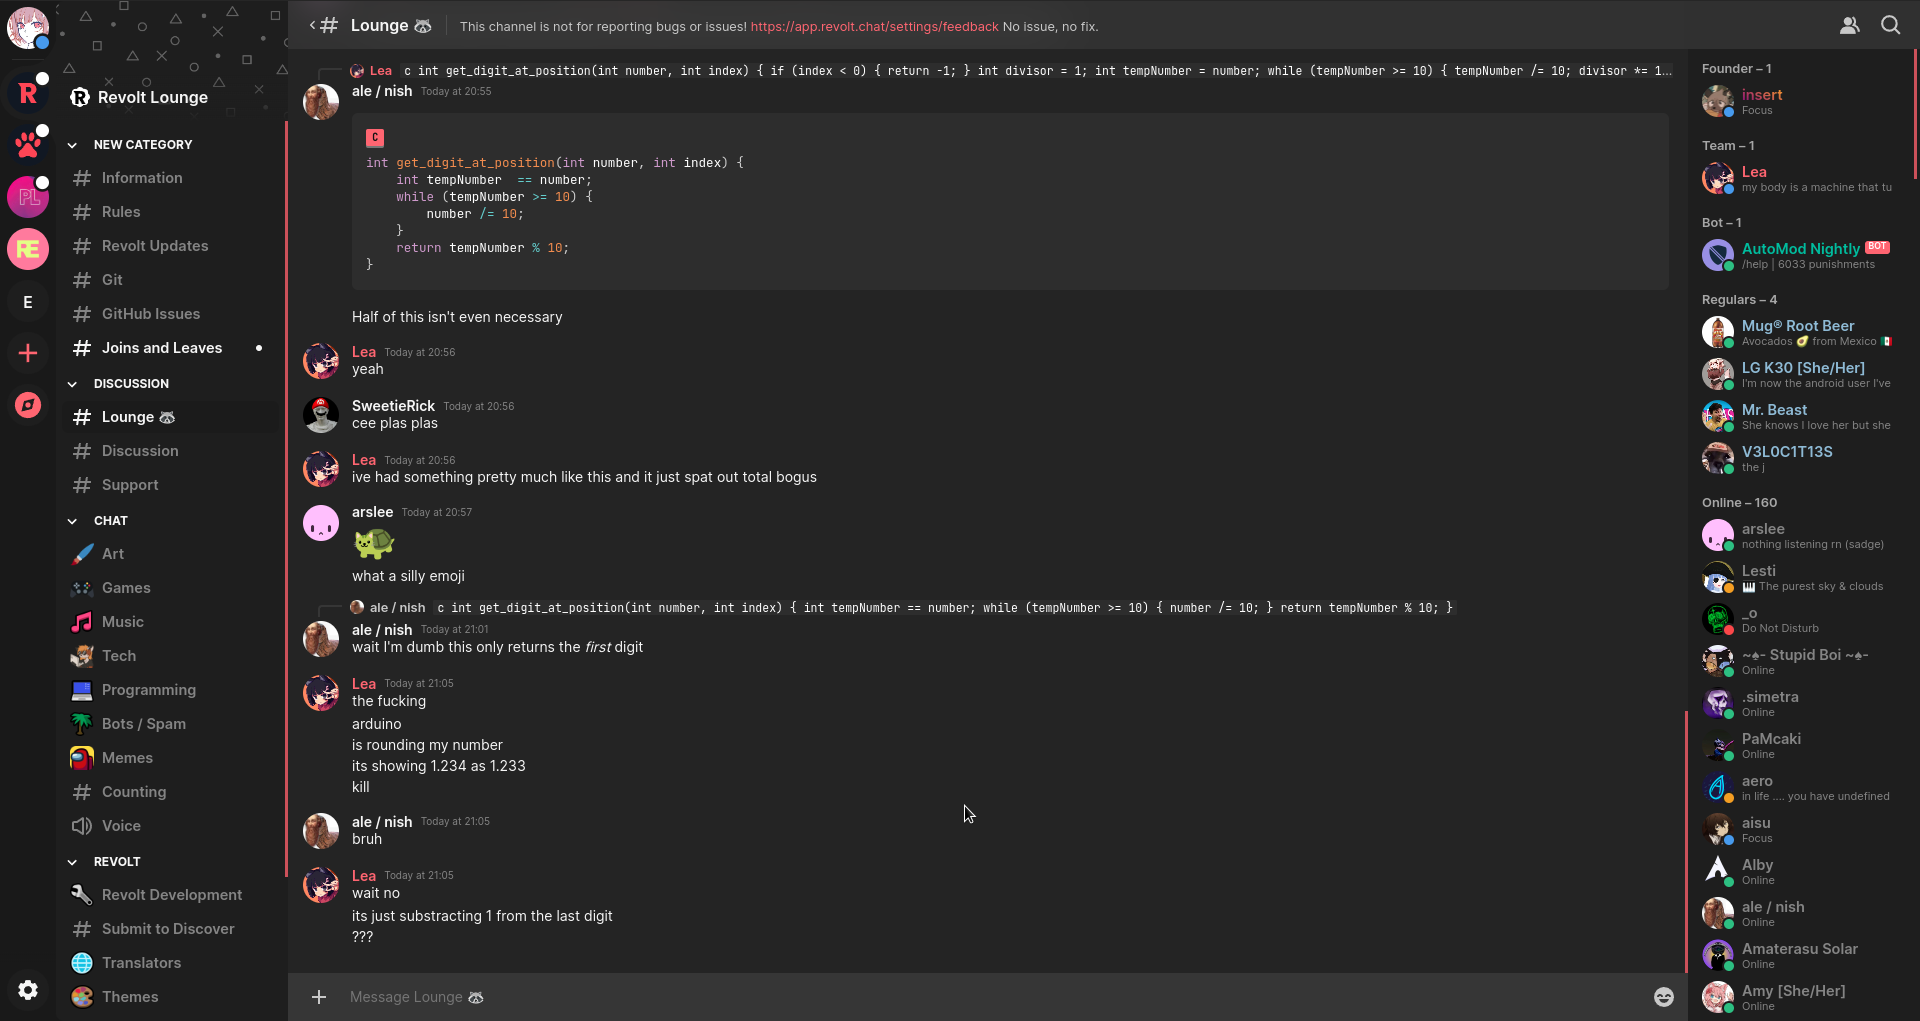 Lounge 🦝
This channel is not for reporting bugs or issues! https://app.revolt.chat/settings/feedback No issue, no fix.
R
PL
RE
E
Revolt Lounge
NEW CATEGORY
Information
Rules
Revolt Updates
Git
GitHub Issues
Joins and Leaves
DISCUSSION
Lounge 🦝
Discussion
Support
CHAT
Art
Games
Music
Tech
Programming
Bots / Spam
Memes
Counting
Voice
REVOLT
Revolt Development
Submit to Discover
Translators
Themes
Lea c int get_digit_at_position(int number, int index) { if (index < 0) { return -1; } int divisor = 1; int tempNumber = number; while (tempNumber >= 10) { tempNumber /= 10; divisor *= 1...
ale / nish Today at 20:55
C
int get_digit_at_position(int number, int index) {
    int tempNumber  == number;
    while (tempNumber >= 10) {
        number /= 10;
    }
    return tempNumber % 10;
}
Half of this isn't even necessary
Lea Today at 20:56
yeah
SweetieRick Today at 20:56
cee plas plas
Lea Today at 20:56
ive had something pretty much like this and it just spat out total bogus
arslee Today at 20:57
what a silly emoji
ale / nish c int get_digit_at_position(int number, int index) { int tempNumber == number; while (tempNumber >= 10) { number /= 10; } return tempNumber % 10; }
ale / nish Today at 21:01
wait I'm dumb this only returns the first digit
Lea Today at 21:05
the fucking
arduino
is rounding my number
its showing 1.234 as 1.233
kill
ale / nish Today at 21:05
bruh
Lea Today at 21:05
wait no
its just substracting 1 from the last digit
???
Message Lounge 🦝
Founder – 1
insert
Focus
Team – 1
Lea
my body is a machine that tu
Bot – 1
AutoMod Nightly BOT
/help | 6033 punishments
Regulars – 4
Mug® Root Beer
Avocados 🥑 from Mexico 🇲🇽
LG K30 [She/Her]
I'm now the android user I've
Mr. Beast
She knows I love her but she
V3L0C1T13S
the j
Online – 160
arslee
nothing listening rn (sadge)
Lesti
🎹 The purest sky & clouds
_o
Do Not Disturb
~♠- Stupid Boi ~♠-
Online
.simetra
Online
PaMcaki
Online
aero
in life .... you have undefined
aisu
Focus
Alby
Online
ale / nish
Online
Amaterasu Solar
Online
Amy [She/Her]
Online